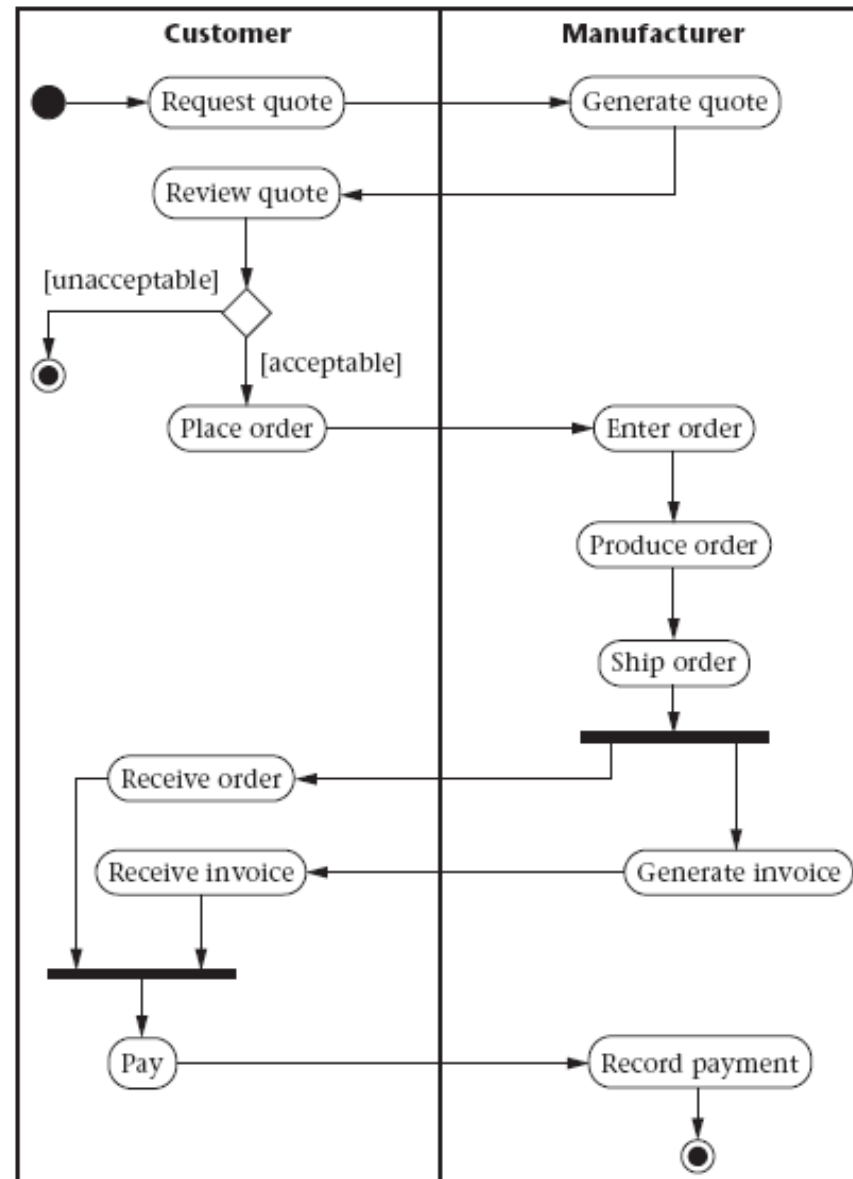 Customer
Manufacturer
Request quote
Generate quote
Review quote
[unacceptable]
[acceptable]
Place order
Enter order
Produce order
Ship order
Receive order
Receive invoice
Generate invoice
Pay
Record payment